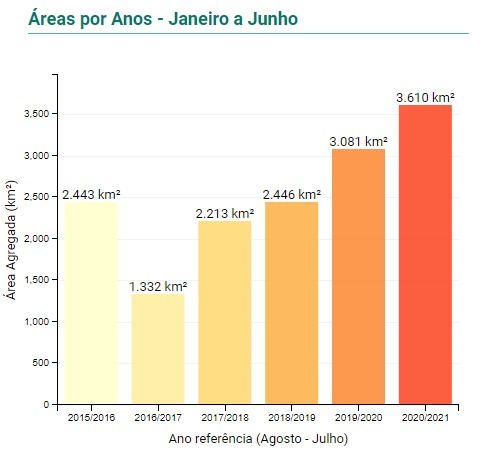 Áreas por Anos - Janeiro a Junho
3.610 km²
3,500
3.081 km²
3,000
2.443 km²
2.446 km²
2,500
2.213 km²
2,000
1,500
1.332 km²
1,000
500
0
Área Agregada (km²)
2015/2016 2016/2017 2017/2018 2018/2019 2019/2020 2020/2021
Ano referência (Agosto - Julho)